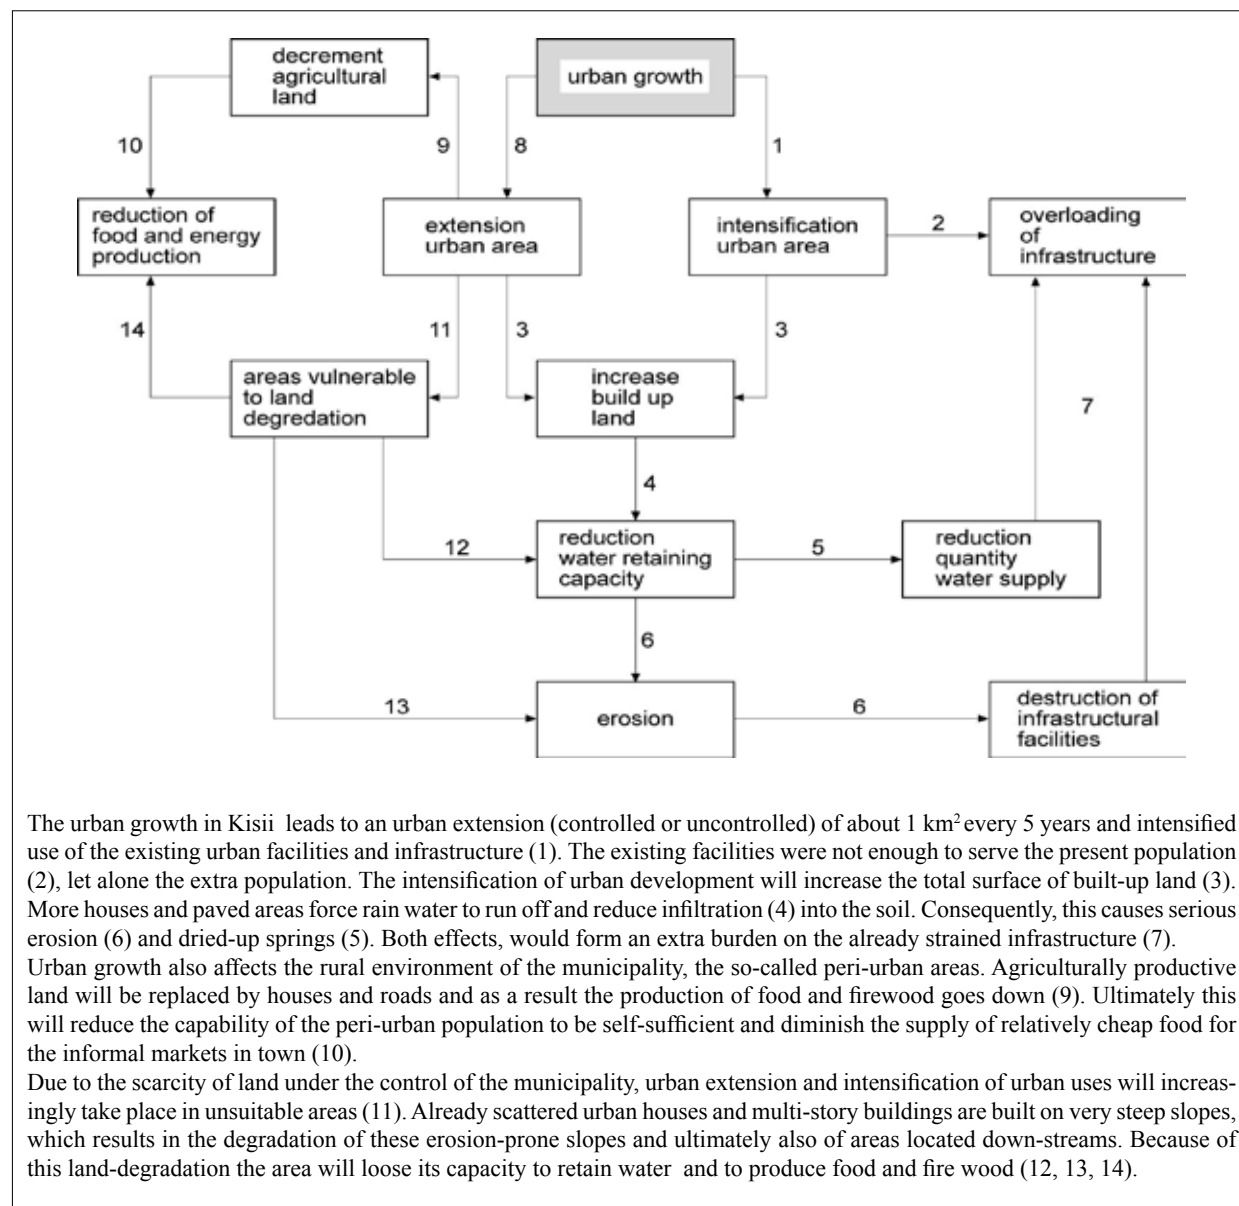 decrement
agricultural
land
urban growth
10
9
8
1
reduction of
food and energy
production
extension
urban area
intensification
urban area
2
overloading
of
infrastructure
14
11
3
3
areas vulnerable
to land
degredation
increase
build up
land
7
4
12
reduction
water retaining
capacity
5
reduction
quantity
water supply
6
13
erosion
6
destruction of
infrastructural
facilities
The urban growth in Kisii leads to an urban extension (controlled or uncontrolled) of about 1 km² every 5 years and intensified
use of the existing urban facilities and infrastructure (1). The existing facilities were not enough to serve the present population
(2), let alone the extra population. The intensification of urban development will increase the total surface of built-up land (3).
More houses and paved areas force rain water to run off and reduce infiltration (4) into the soil. Consequently, this causes serious
erosion (6) and dried-up springs (5). Both effects, would form an extra burden on the already strained infrastructure (7).
Urban growth also affects the rural environment of the municipality, the so-called peri-urban areas. Agriculturally productive
land will be replaced by houses and roads and as a result the production of food and firewood goes down (9). Ultimately this
will reduce the capability of the peri-urban population to be self-sufficient and diminish the supply of relatively cheap food for
the informal markets in town (10).
Due to the scarcity of land under the control of the municipality, urban extension and intensification of urban uses will increas-
ingly take place in unsuitable areas (11). Already scattered urban houses and multi-story buildings are built on very steep slopes,
which results in the degradation of these erosion-prone slopes and ultimately also of areas located down-streams. Because of
this land-degradation the area will loose its capacity to retain water and to produce food and fire wood (12, 13, 14).